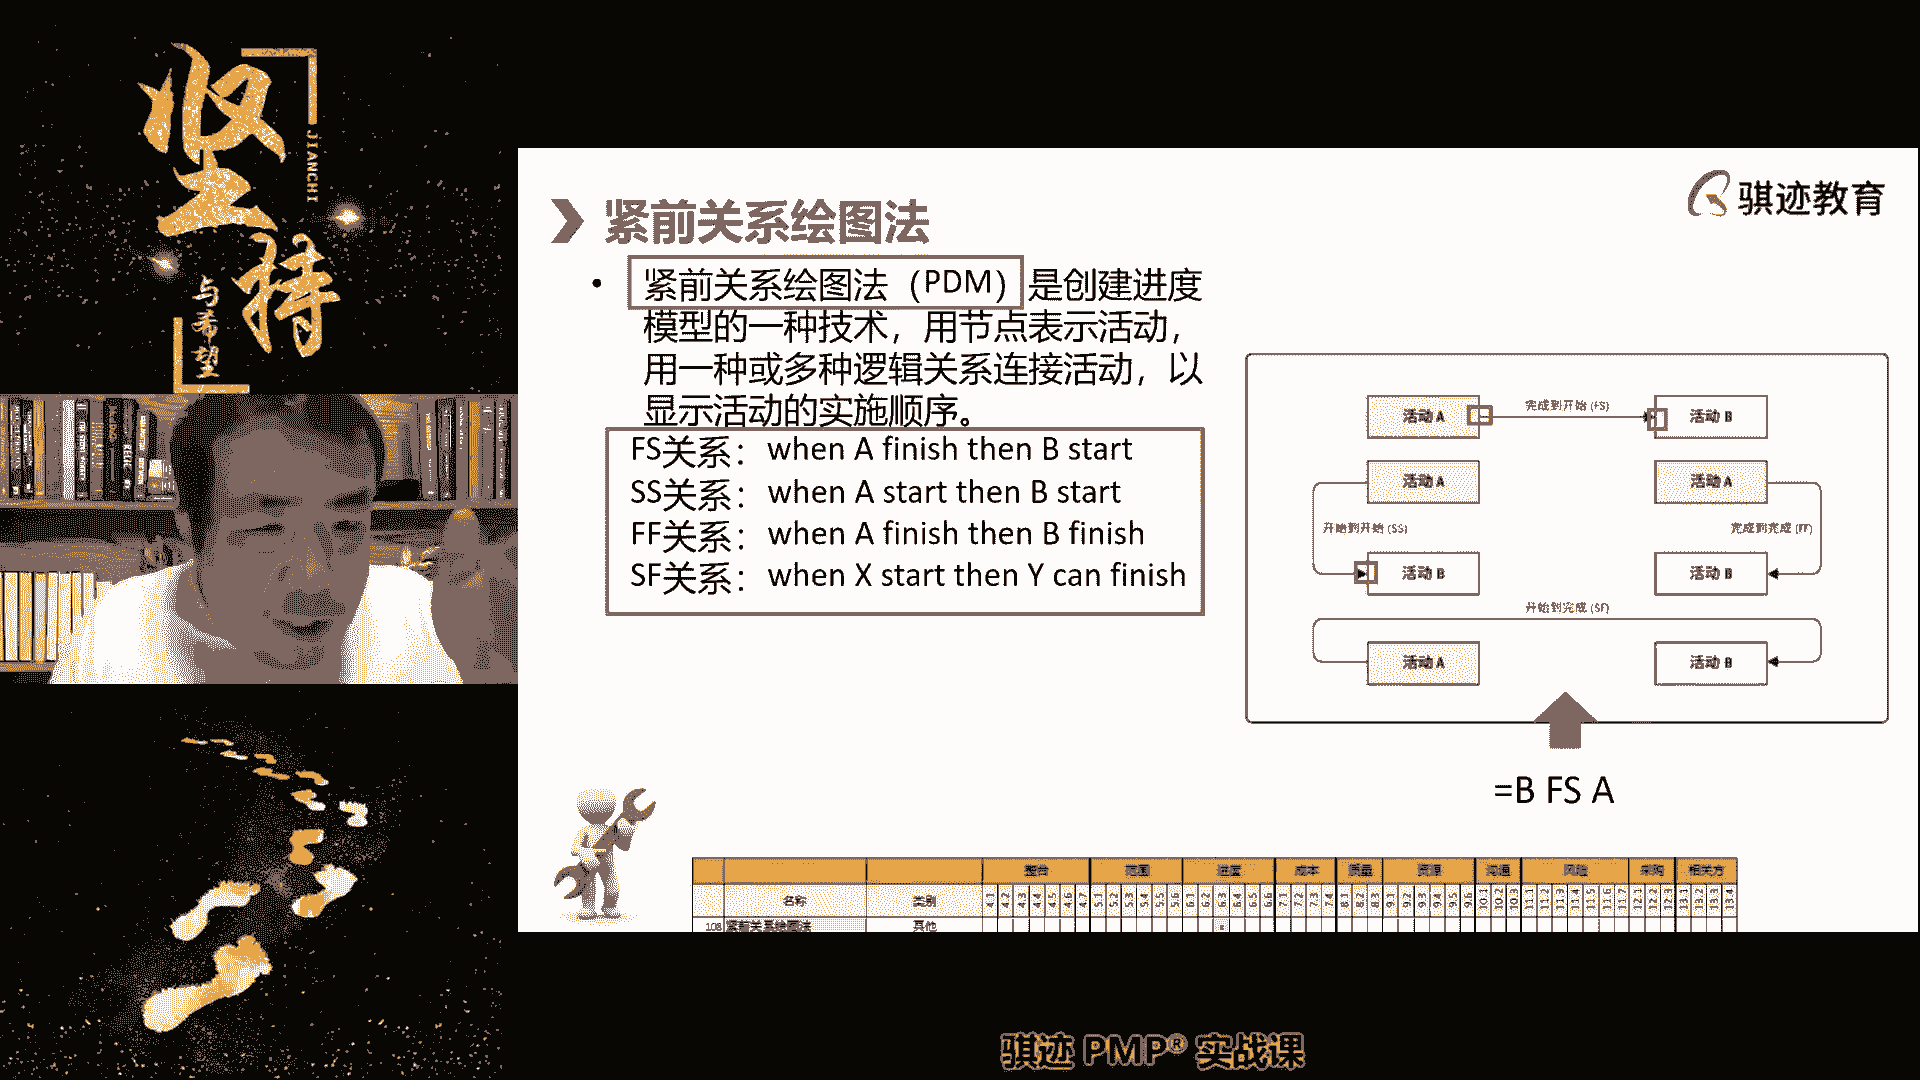 坚持
JIANCHI
与希望
骐迹教育
紧前关系绘图法
• 紧前关系绘图法（PDM）是创建进度
模型的一种技术，用节点表示活动，
用一种或多种逻辑关系连接活动，以
显示活动的实施顺序。
FS关系：when A finish then B start
SS关系：when A start then B start
FF关系：when A finish then B finish
SF关系：when X start then Y can finish
活动 A
完成到开始 (FS)
活动 B
活动 A
活动 A
开始到开始 (SS)
完成到完成 (FF)
活动 B
活动 B
开始到完成 (SF)
活动 A
活动 B
=B FS A
整合 范围 进度 成本 质量 资源 沟通 风险 采购 相关方
名称 类别 4.1 4.2 4.3 4.4 4.5 4.6 4.7 5.1 5.2 5.3 5.4 5.5 5.6 6.1 6.2 6.3 6.4 6.5 6.6 7.1 7.2 7.3 7.4 8.1 8.2 8.3 9.1 9.2 9.3 9.4 9.5 9.6 10.1 10.2 10.3 11.1 11.2 11.3 11.4 11.5 11.6 11.7 12.1 12.2 12.3 13.1 13.2 13.3 13.4
108 紧前关系绘图法 其他
骐迹 PMP® 实战课